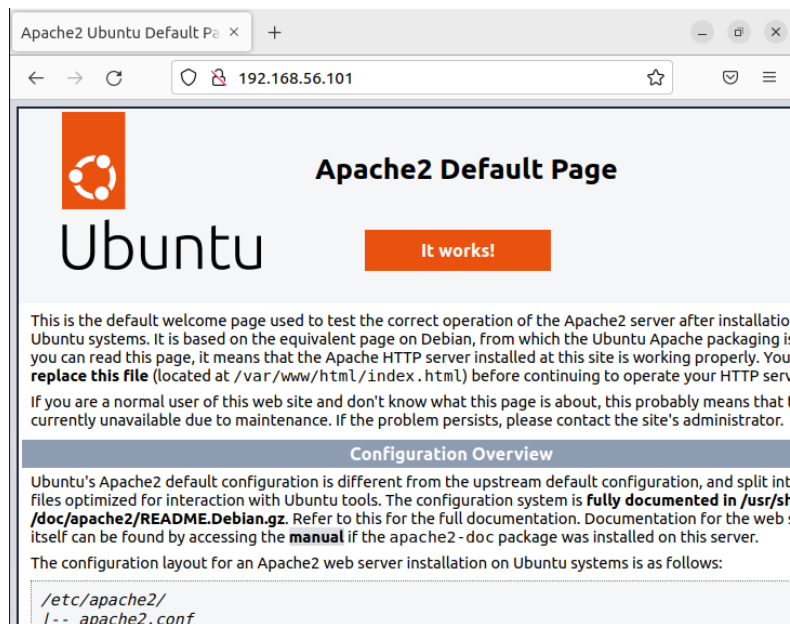 Apache2 Ubuntu Default Pa
192.168.56.101
Apache2 Default Page
Ubuntu
It works!
This is the default welcome page used to test the correct operation of the Apache2 server after installatio
Ubuntu systems. It is based on the equivalent page on Debian, from which the Ubuntu Apache packaging is
you can read this page, it means that the Apache HTTP server installed at this site is working properly. You
replace this file (located at /var/www/html/index.html) before continuing to operate your HTTP serv
If you are a normal user of this web site and don't know what this page is about, this probably means that t
currently unavailable due to maintenance. If the problem persists, please contact the site's administrator.
Configuration Overview
Ubuntu's Apache2 default configuration is different from the upstream default configuration, and split int
files optimized for interaction with Ubuntu tools. The configuration system is fully documented in /usr/sh
/doc/apache2/README.Debian.gz. Refer to this for the full documentation. Documentation for the web s
itself can be found by accessing the manual if the apache2-doc package was installed on this server.
The configuration layout for an Apache2 web server installation on Ubuntu systems is as follows:
/etc/apache2/
|-- apache2.conf